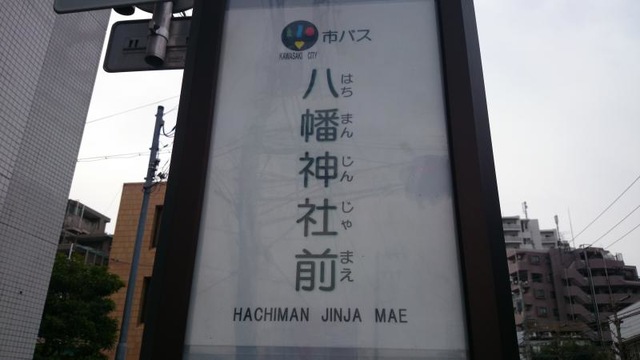 市バス
KAWASAKI CITY
八幡神社前
はち まん じん じゃ まえ
HACHIMAN JINJA MAE